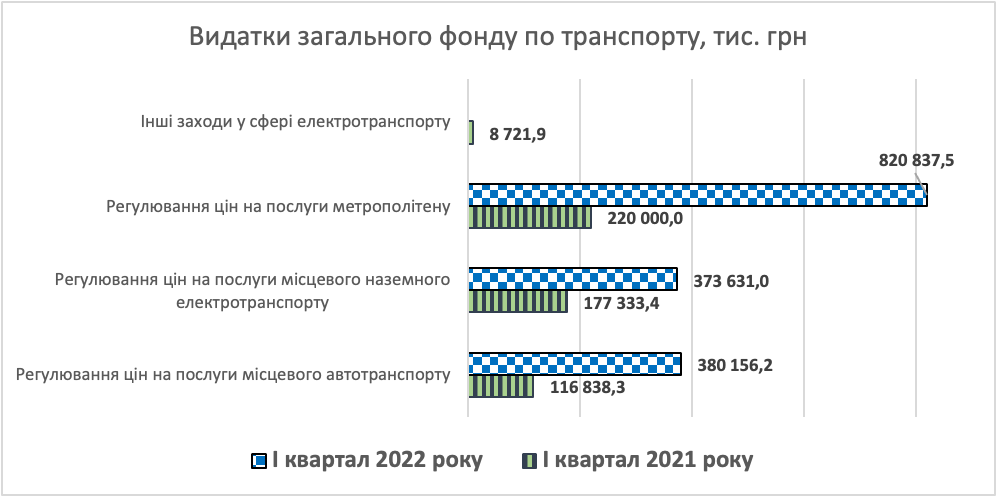 Видатки загального фонду по транспорту, тис. грн
Інші заходи у сфері електротранспорту
8 721,9
820 837,5
Регулювання цін на послуги метрополітену
220 000,0
Регулювання цін на послуги місцевого наземного
електротранспорту
373 631,0
177 333,4
Регулювання цін на послуги місцевого автотранспорту
380 156,2
116 838,3
І квартал 2022 року
І квартал 2021 року